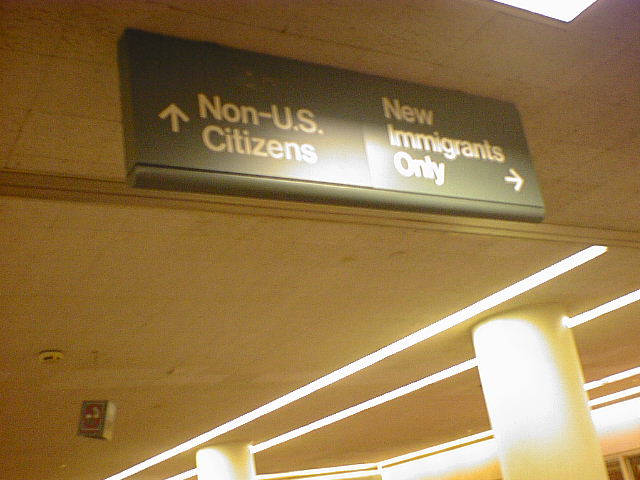 ↑ Non-U.S.
Citizens
New
Immigrants
Only →